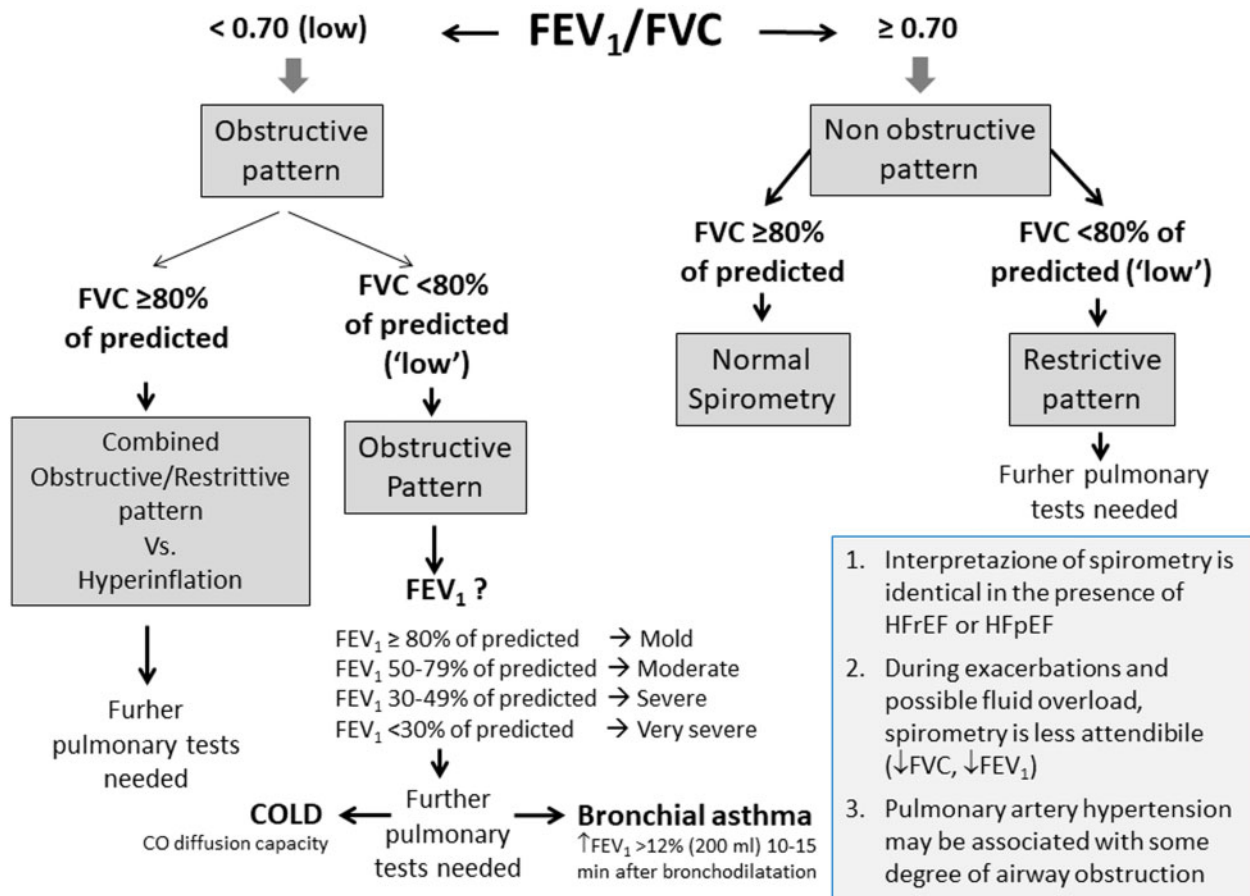 < 0.70 (low)
FEV₁/FVC
≥ 0.70
Obstructive
pattern
Non obstructive
pattern
FVC ≥80%
of predicted
FVC <80%
of predicted
(‘low’)
FVC ≥80%
of predicted
FVC <80% of
predicted (‘low’)
Combined
Obstructive/Restrittive
pattern
Vs.
Hyperinflation
Obstructive
Pattern
Normal
Spirometry
Restrictive
pattern
Furher
pulmonary tests
needed
FEV₁ ?
FEV₁ ≥ 80% of predicted → Mold
FEV₁ 50-79% of predicted → Moderate
FEV₁ 30-49% of predicted → Severe
FEV₁ <30% of predicted → Very severe
Further
pulmonary
tests needed
COLD
CO diffusion capacity
Bronchial asthma
↑FEV₁ >12% (200 ml) 10-15
min after bronchodilatation
Furher pulmonary
tests needed
1. Interpretazione of spirometry is
identical in the presence of
HFrEF or HFpEF
2. During exacerbations and
possible fluid overload,
spirometry is less attendibile
(↓FVC, ↓FEV₁)
3. Pulmonary artery hypertension
may be associated with some
degree of airway obstruction